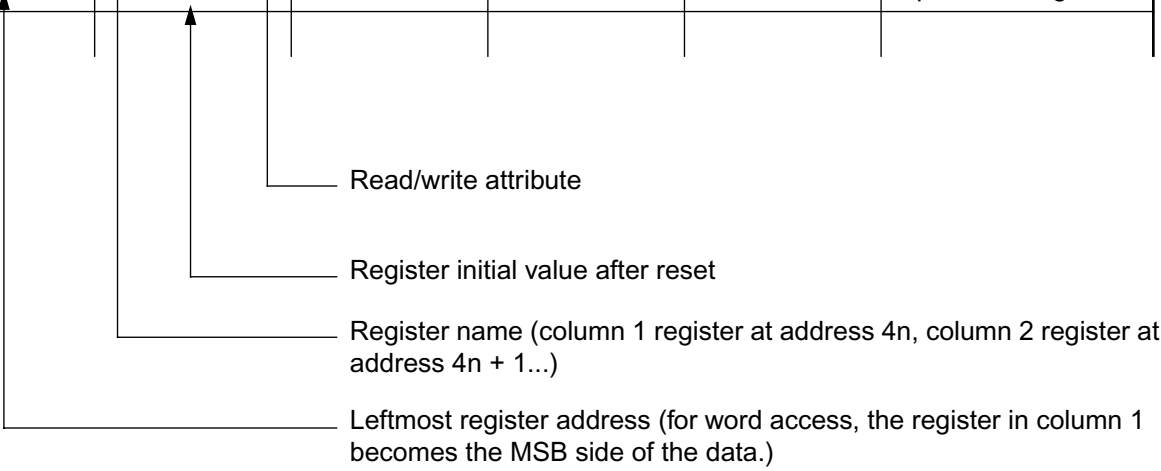 Read/write attribute
Register initial value after reset
Register name (column 1 register at address 4n, column 2 register at
address 4n + 1...)
Leftmost register address (for word access, the register in column 1
becomes the MSB side of the data.)